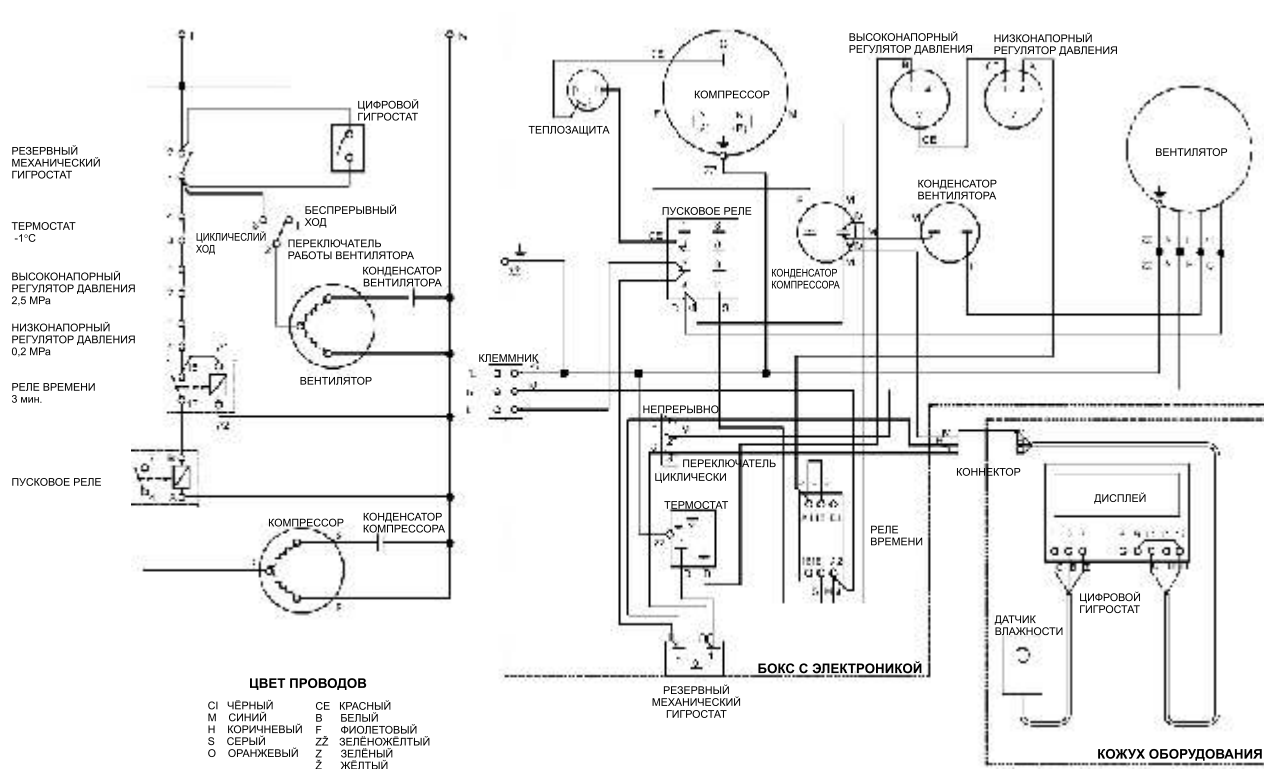 ЦИФРОВОЙ
ГИГРОСТАТ
РЕЗЕРВНЫЙ
МЕХАНИЧЕСКИЙ
ГИГРОСТАТ
ТЕРМОСТАТ
-1°C
ВЫСОКОНАПОРНЫЙ
РЕГУЛЯТОР ДАВЛЕНИЯ
2,5 MPa
НИЗКОНАПОРНЫЙ
РЕГУЛЯТОР ДАВЛЕНИЯ
0,2 MPa
РЕЛЕ ВРЕМЕНИ
3 мин.
ПУСКОВОЕ РЕЛЕ
БЕСПРЕРЫВНЫЙ
ХОД
ЦИКЛИЧЕСЛИЙ
ХОД
ПЕРЕКЛЮЧАТЕЛЬ
РАБОТЫ ВЕНТИЛЯТОРА
КОНДЕНСАТОР
ВЕНТИЛЯТОРА
ВЕНТИЛЯТОР
КОМПРЕССОР
КОНДЕНСАТОР
КОМПРЕССОРА
ТЕПЛОЗАЩИТА
CE
КОМПРЕССОР
ВЫСОКОНАПОРНЫЙ
РЕГУЛЯТОР ДАВЛЕНИЯ
НИЗКОНАПОРНЫЙ
РЕГУЛЯТОР ДАВЛЕНИЯ
CE
ВЕНТИЛЯТОР
ПУСКОВОЕ РЕЛЕ
CE
КОНДЕНСАТОР
КОМПРЕССОРА
КОНДЕНСАТОР
ВЕНТИЛЯТОРА
КЛЕММНИК
НЕПРЕРЫВНО
ПЕРЕКЛЮЧАТЕЛЬ
ЦИКЛИЧЕСКИ
ТЕРМОСТАТ
РЕЛЕ
ВРЕМЕНИ
КОННЕКТОР
ДИСПЛЕЙ
ЦИФРОВОЙ
ГИГРОСТАТ
ДАТЧИК
ВЛАЖНОСТИ
БОКС С ЭЛЕКТРОНИКОЙ
РЕЗЕРВНЫЙ
МЕХАНИЧЕСКИЙ
ГИГРОСТАТ
КОЖУХ ОБОРУДОВАНИЯ
ЦВЕТ ПРОВОДОВ
CI ЧЁРНЫЙ
M СИНИЙ
H КОРИЧНЕВЫЙ
S СЕРЫЙ
O ОРАНЖЕВЫЙ
CE КРАСНЫЙ
B БЕЛЫЙ
F ФИОЛЕТОВЫЙ
ZŽ ЗЕЛЁНОЖЁЛТЫЙ
Z ЗЕЛЁНЫЙ
Ž ЖЁЛТЫЙ